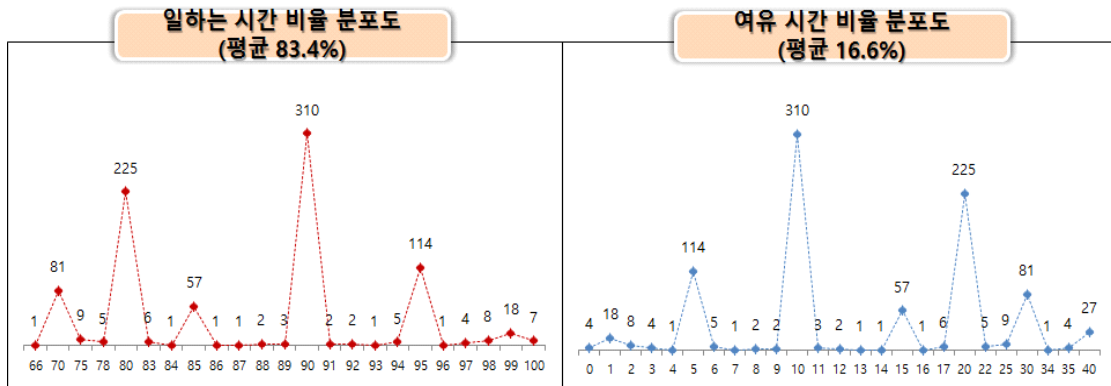 일하는 시간 비율 분포도
(평균 83.4%)
1 81 9 5 225 6 1 57 1 1 2 3 310 2 2 1 5 114 1 4 8 18 7
66 70 75 78 80 83 84 85 86 87 88 89 90 91 92 93 94 95 96 97 98 99 100
여유 시간 비율 분포도
(평균 16.6%)
4 18 8 4 1 114 5 1 2 2 310 3 2 1 1 57 1 6 225 5 9 81 1 4 27
0 1 2 3 4 5 6 7 8 9 10 11 12 13 14 15 16 17 20 22 25 30 34 35 40